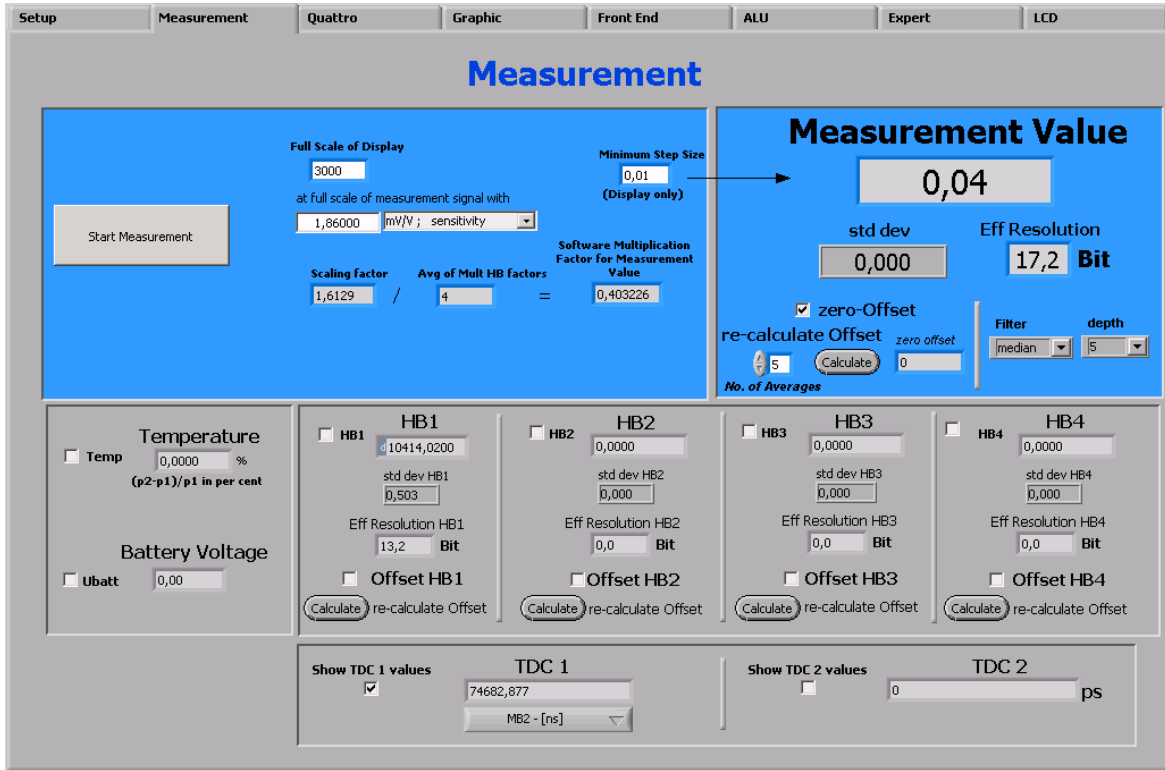 Setup Measurement Quattro Graphic Front End ALU Expert LCD
Measurement
Full Scale of Display
3000
at full scale of measurement signal with
1,86000 mV/V ; sensitivity
Minimum Step Size
0,01
(Display only)
Start Measurement
Scaling factor
1,6129
/
Avg of Mult HB factors
4
=
Software Multiplication
Factor for Measurement
Value
0,403226
Measurement Value
0,04
std dev
0,000
Eff Resolution
17,2 Bit
zero-Offset
re-calculate Offset
5
Calculate
zero offset
0
No. of Averages
Filter
median
depth
5
Temperature
Temp
0,0000 %
(p2-p1)/p1 in per cent
Battery Voltage
Ubatt
0,00
HB1
HB1
d 10414,0200
std dev HB1
0,503
Eff Resolution HB1
13,2 Bit
Offset HB1
Calculate re-calculate Offset
HB2
HB2
0,0000
std dev HB2
0,000
Eff Resolution HB2
0,0 Bit
Offset HB2
Calculate re-calculate Offset
HB3
HB3
0,0000
std dev HB3
0,000
Eff Resolution HB3
0,0 Bit
Offset HB3
Calculate re-calculate Offset
HB4
HB4
0,0000
std dev HB4
0,000
Eff Resolution HB4
0,0 Bit
Offset HB4
Calculate re-calculate Offset
Show TDC 1 values
TDC 1
74682,877
MB2 - [ns]
Show TDC 2 values
TDC 2
0
ps